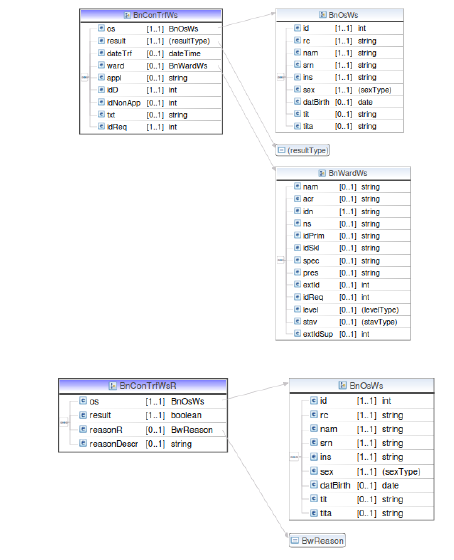 BnConTrfWs
os [1..1] BnOsWs
result [1..1] (resultType)
dateTrf [0..1] dateTime
ward [0..1] BnWardWs
appl [0..1] string
idD [1..1] int
idNonApp [0..1] int
txt [0..1] string
idReq [1..1] int
BnOsWs
id [1..1] int
rc [1..1] string
nam [1..1] string
srn [1..1] string
ins [1..1] string
sex [1..1] (sexType)
datBirth [0..1] date
tit [0..1] string
tita [0..1] string
(resultType)
BnWardWs
nam [0..1] string
acr [0..1] string
idn [1..1] string
ns [0..1] string
idPrim [0..1] string
idSkl [0..1] string
spec [0..1] string
pres [0..1] string
extId [0..1] int
idReq [0..1] int
level [0..1] (levelType)
stav [0..1] (stavType)
extIdSup [0..1] int
BnConTrfWsR
os [1..1] BnOsWs
result [1..1] boolean
reasonR [0..1] BwReason
reasonDescr [0..1] string
BnOsWs
id [1..1] int
rc [1..1] string
nam [1..1] string
srn [1..1] string
ins [1..1] string
sex [1..1] (sexType)
datBirth [0..1] date
tit [0..1] string
tita [0..1] string
BwReason